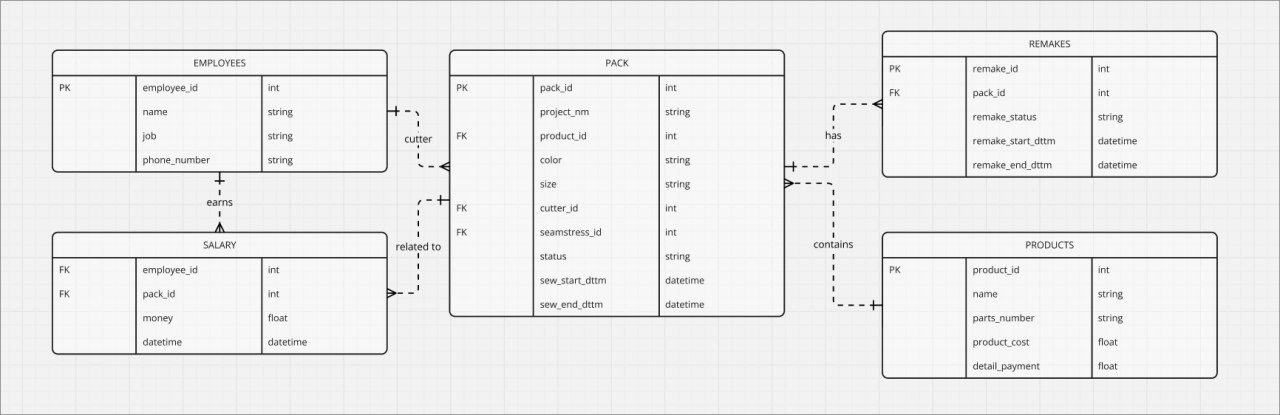 EMPLOYEES
PK employee_id int
name string
job string
phone_number string
earns
SALARY
FK employee_id int
FK pack_id int
money float
datetime datetime
cutter
related to
PACK
PK pack_id int
project_nm string
FK product_id int
color string
size string
FK cutter_id int
FK seamstress_id int
status string
sew_start_dttm datetime
sew_end_dttm datetime
has
contains
REMAKES
PK remake_id int
FK pack_id int
remake_status string
remake_start_dttm datetime
remake_end_dttm datetime
PRODUCTS
PK product_id int
name string
parts_number string
product_cost float
detail_payment float